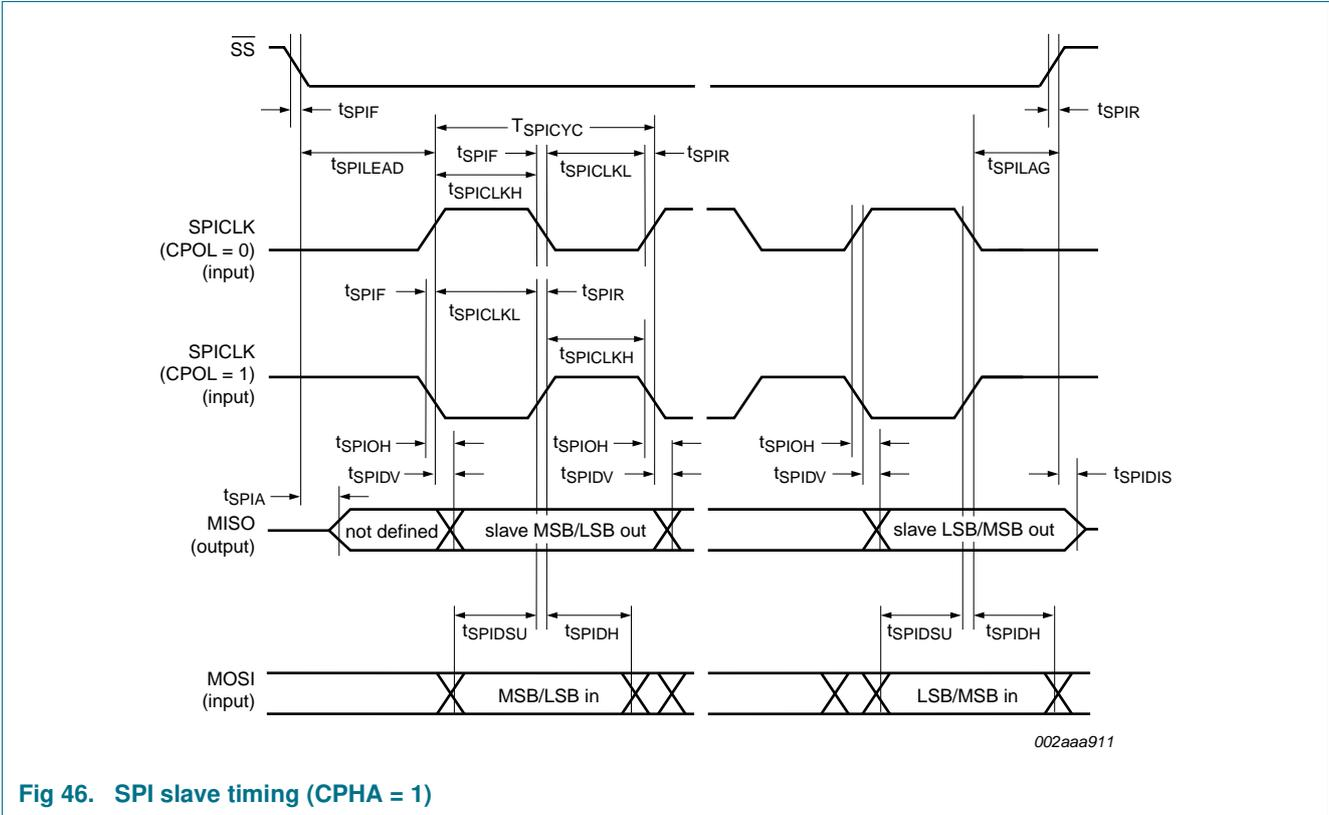 SS
tSPIF
tSPIR
TSPICYC
tSPIF
tSPIR
tSPILEAD
tSPICLKL
tSPILAG
tSPICLKH
SPICLK
(CPOL = 0)
(input)
tSPIF
tSPIR
tSPICLKL
SPICLK
(CPOL = 1)
(input)
tSPICLKH
tSPIOH
tSPIOH
tSPIOH
tSPIDV
tSPIDV
tSPIDV
tSPIDIS
tSPIA
MISO
(output)
not defined
slave MSB/LSB out
slave LSB/MSB out
tSPIDSU
tSPIDH
tSPIDSU
tSPIDH
MOSI
(input)
MSB/LSB in
LSB/MSB in
002aaa911
Fig 46. SPI slave timing (CPHA = 1)